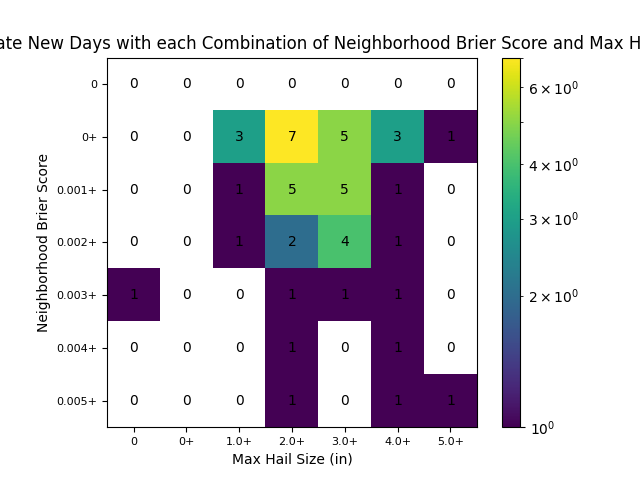 New Days with each Combination of Neighborhood Brier Score and Max
Neighborhood Brier Score
0 0 0 0 0 0 0 0
0+ 0 0 3 7 5 3 1
0.001+ 0 0 1 5 5 1 0
0.002+ 0 0 1 2 4 1 0
0.003+ 1 0 0 1 1 1 0
0.004+ 0 0 0 1 0 1 0
0.005+ 0 0 0 1 0 1 1
0 0+ 1.0+ 2.0+ 3.0+ 4.0+ 5.0+
Max Hail Size (in)
6 × 10⁰
4 × 10⁰
3 × 10⁰
2 × 10⁰
10⁰